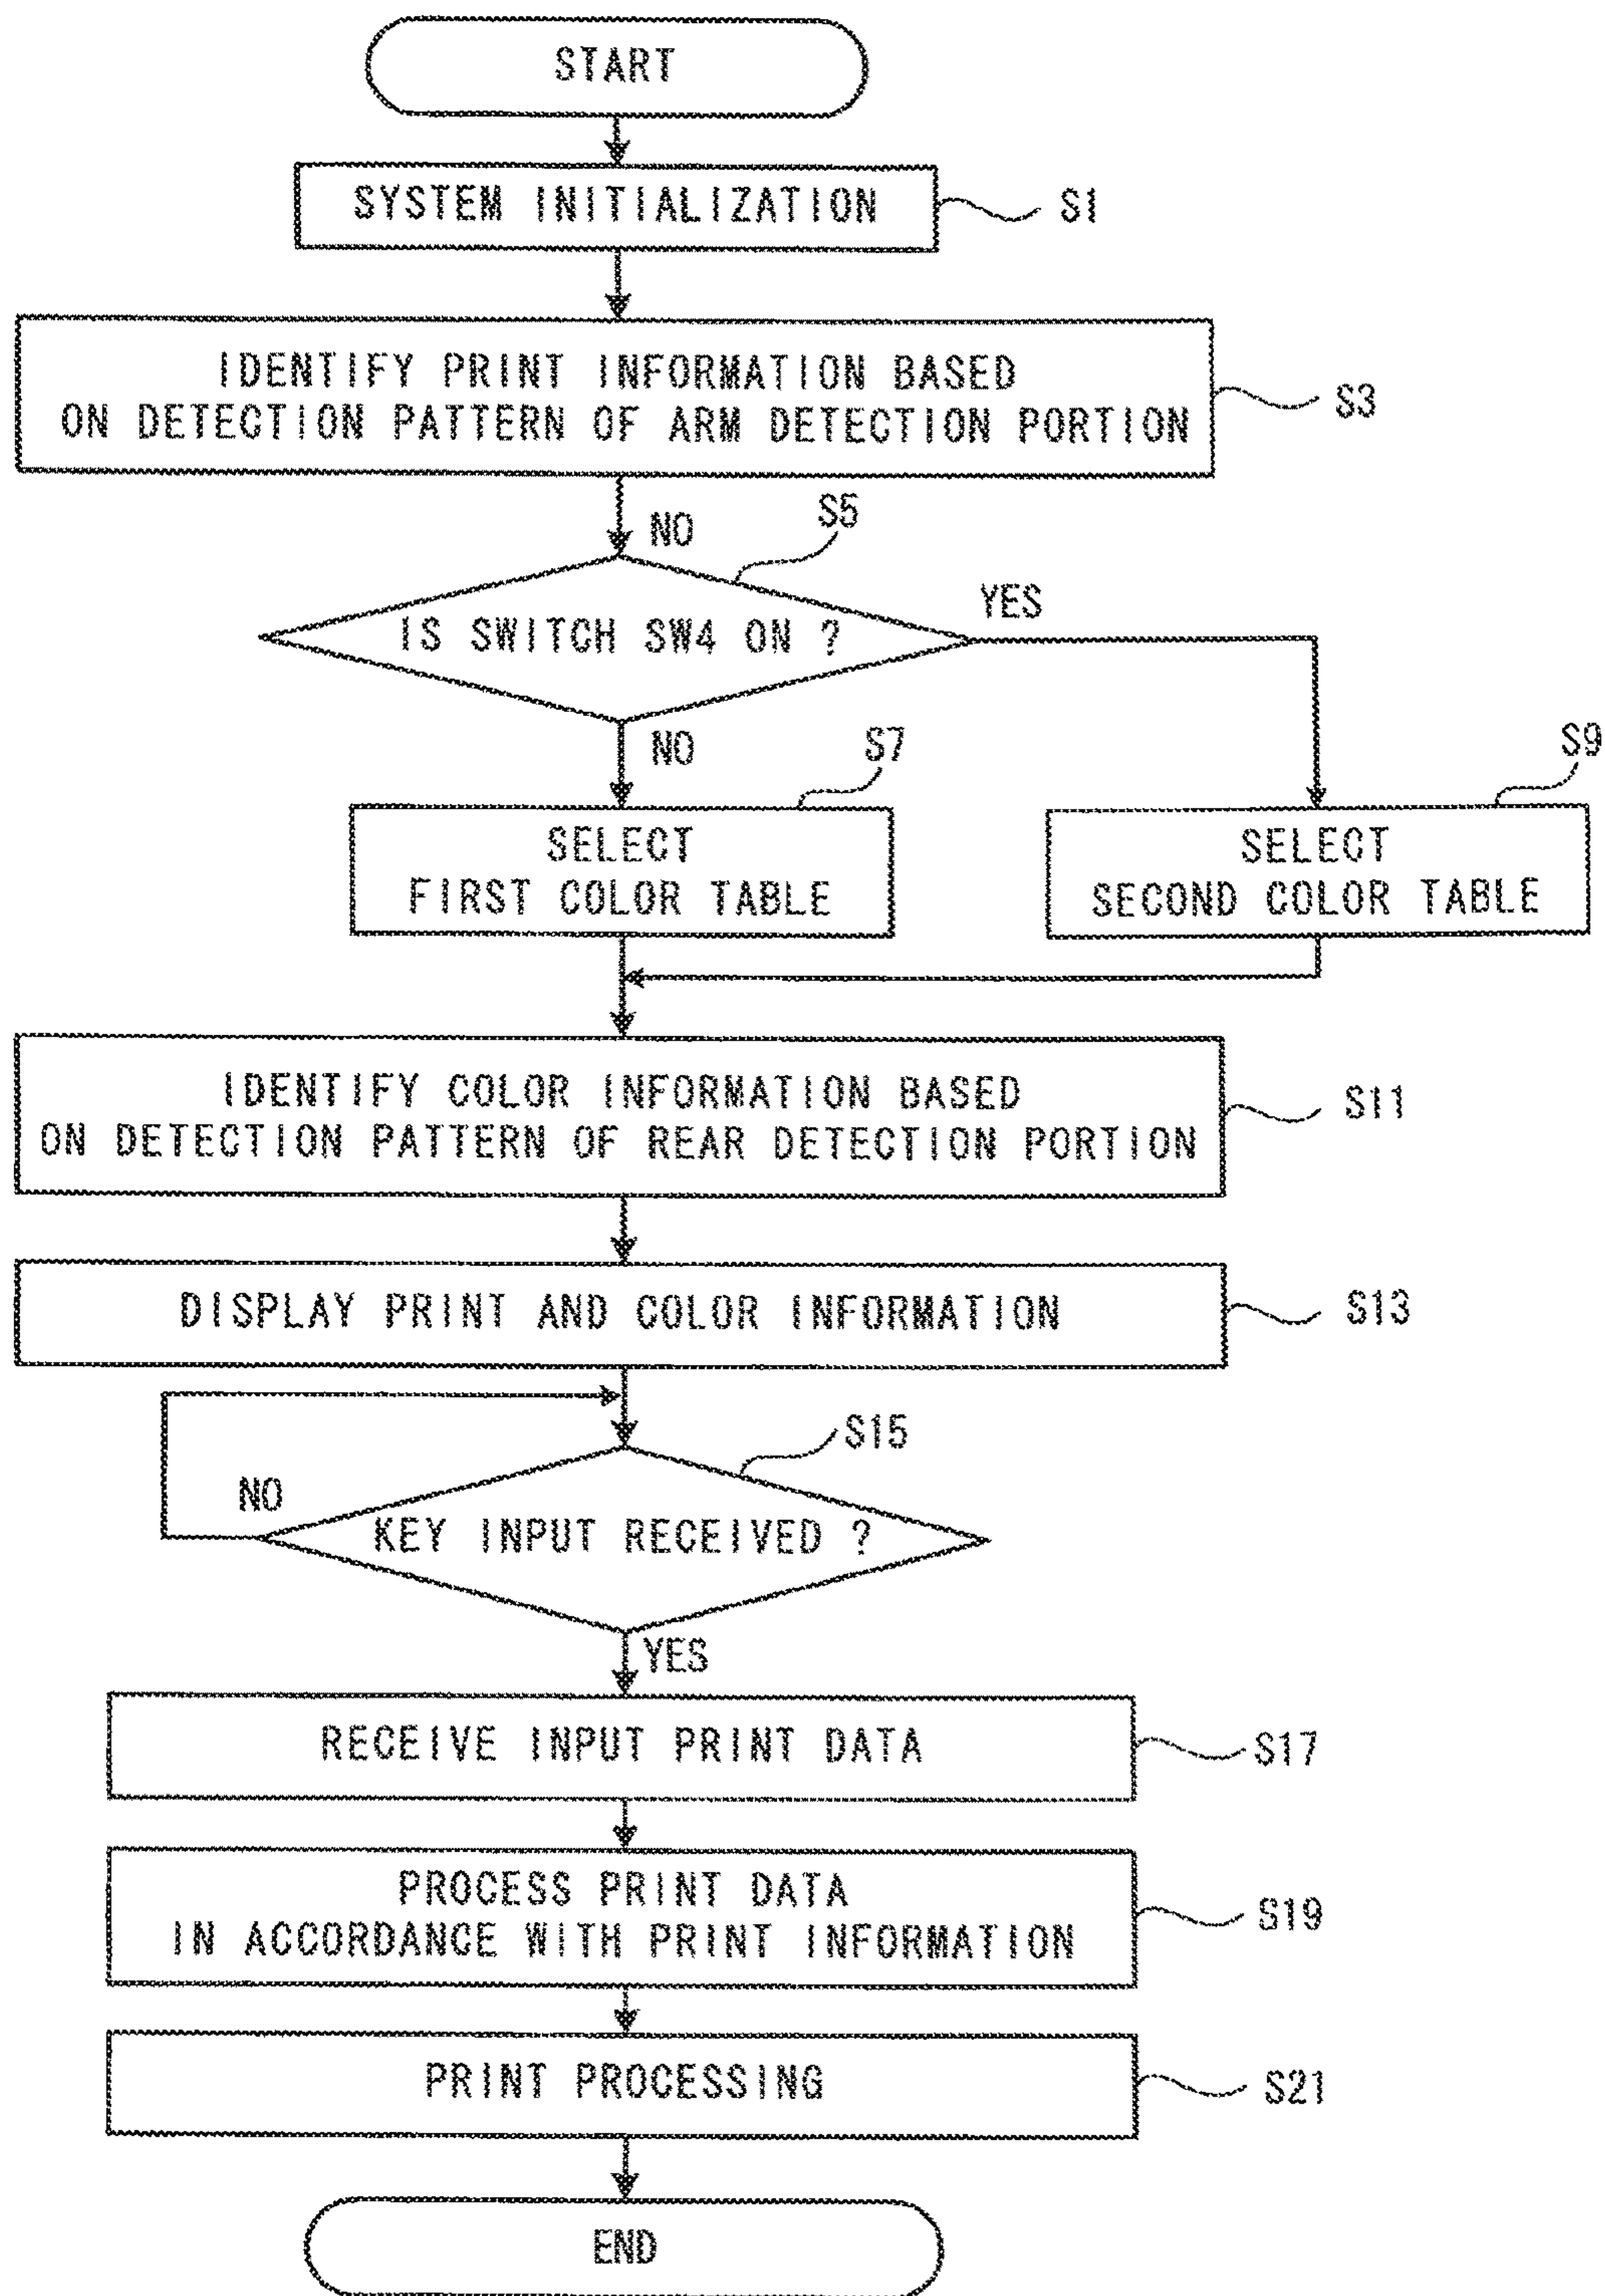 START
SYSTEM INITIALIZATION
S1
IDENTIFY PRINT INFORMATION BASED
ON DETECTION PATTERN OF ARM DETECTION PORTION
S3
NO
S5
IS SWITCH SW4 ON ?
YES
NO
S7
S9
SELECT
FIRST COLOR TABLE
SELECT
SECOND COLOR TABLE
IDENTIFY COLOR INFORMATION BASED
ON DETECTION PATTERN OF REAR DETECTION PORTION
S11
DISPLAY PRINT AND COLOR INFORMATION
S13
S15
NO
KEY INPUT RECEIVED ?
YES
RECEIVE INPUT PRINT DATA
S17
PROCESS PRINT DATA
IN ACCORDANCE WITH PRINT INFORMATION
S19
PRINT PROCESSING
S21
END